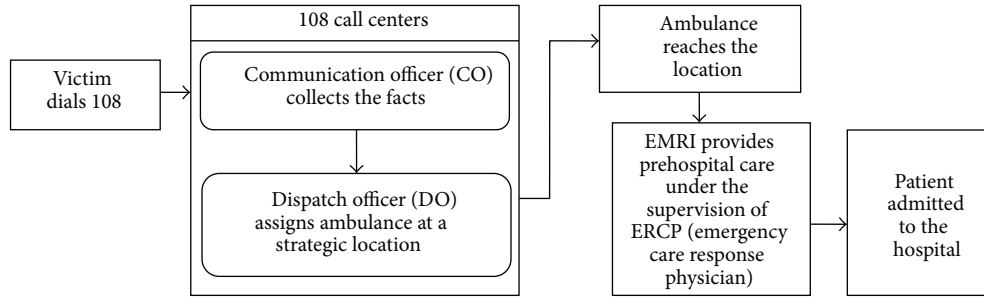 Victim
dials 108
108 call centers
Communication officer (CO)
collects the facts
Dispatch officer (DO)
assigns ambulance at a
strategic location
Ambulance
reaches the
location
EMRI provides
prehospital care
under the
supervision of
ERCP (emergency
care response
physician)
Patient
admitted
to the
hospital